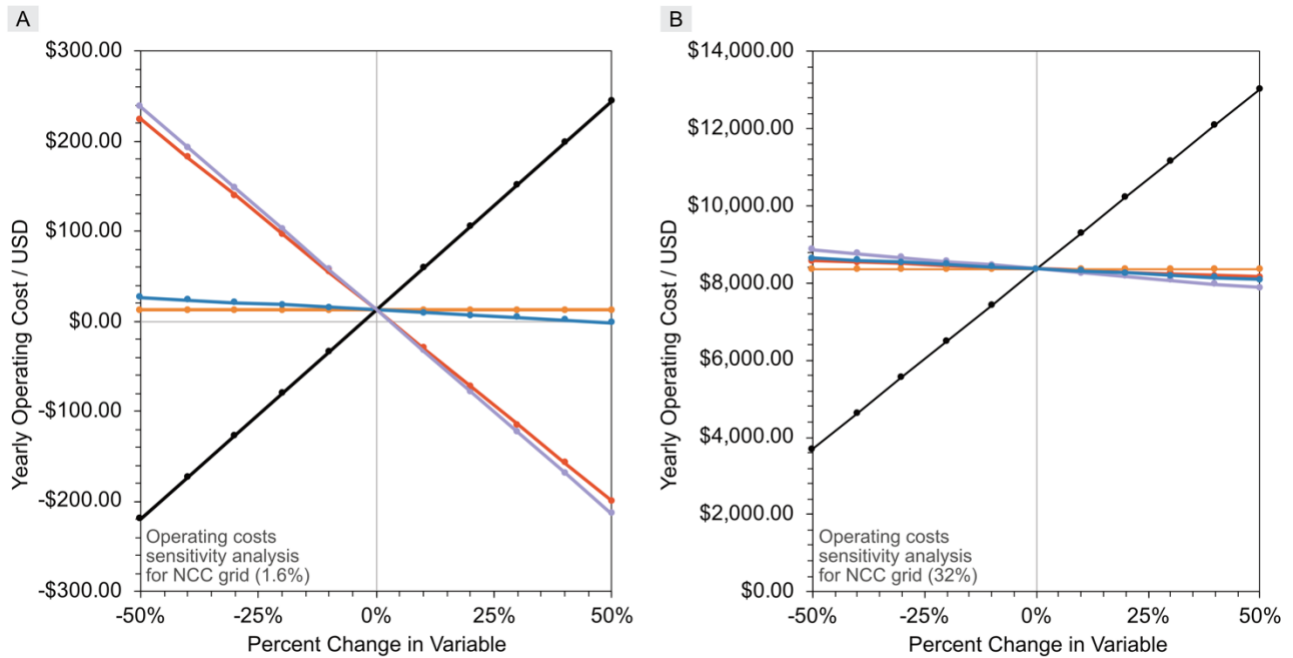 A
$300.00
$200.00
$100.00
$0.00
-$100.00
-$200.00
-$300.00
Yearly Operating Cost / USD
Operating costs
sensitivity analysis
for NCC grid (1.6%)
-50%
-25%
0%
25%
50%
Percent Change in Variable
B
$14,000.00
$12,000.00
$10,000.00
$8,000.00
$6,000.00
$4,000.00
$2,000.00
$0.00
Yearly Operating Cost / USD
Operating costs
sensitivity analysis
for NCC grid (32%)
-50%
-25%
0%
25%
50%
Percent Change in Variable